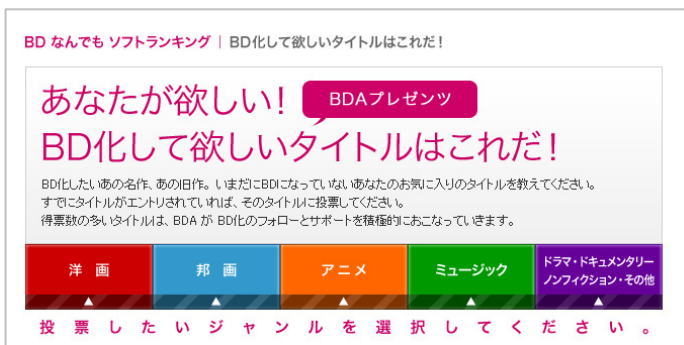 BD なんでも ソフトランキング | BD化して欲しいタイトルはこれだ!
あなたが欲しい! BDAプレゼンツ
BD化して欲しいタイトルはこれだ!
BD化したいあの名作、あの旧作。いまだにBDになっていないあなたのお気に入りのタイトルを教えてください。
すでにタイトルがエントリされていれば、そのタイトルに投票してください。
得票数の多いタイトルは、BDA が BD化のフォローとサポートを積極的におこなっていきます。
洋 画
邦 画
アニメ
ミュージック
ドラマ・ドキュメンタリー
ノンフィクション・その他
投票したいジャンルを選択してください。